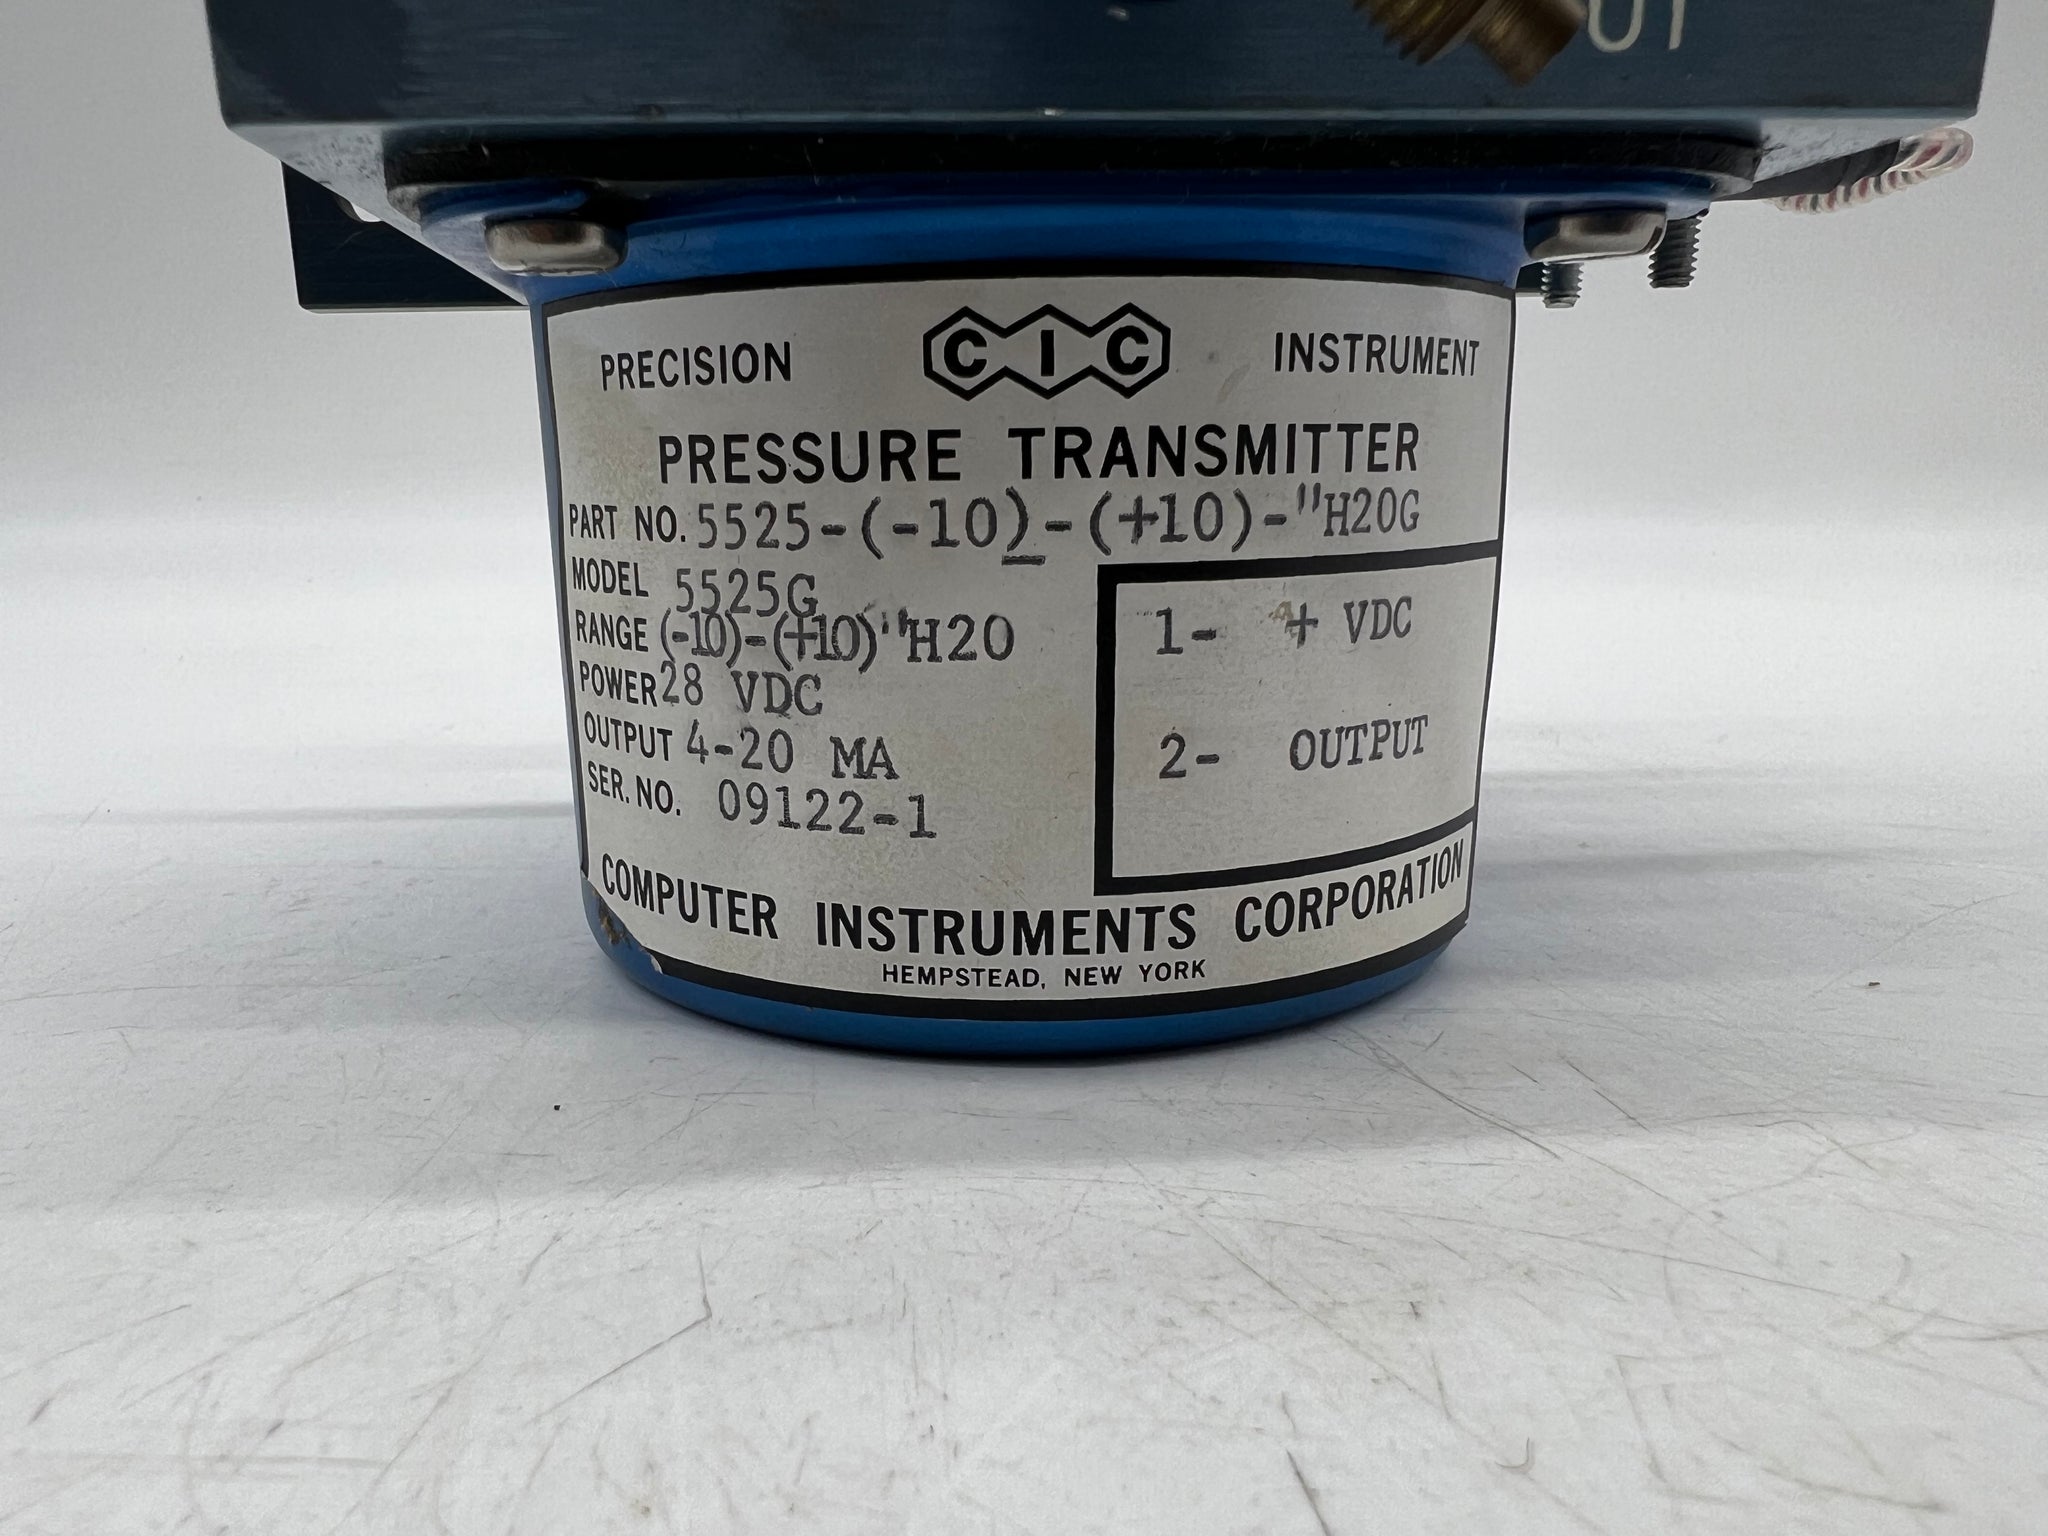 UT
PRECISION CIC INSTRUMENT
PRESSURE TRANSMITTER
PART NO. 5525-(-10)-(+10)-"H20G
MODEL 5525G
RANGE (-10)-(+10)"H20
POWER 28 VDC
OUTPUT 4-20 MA
SER. NO. 09122-1
1- + VDC
2- OUTPUT
COMPUTER INSTRUMENTS CORPORATION
HEMPSTEAD, NEW YORK